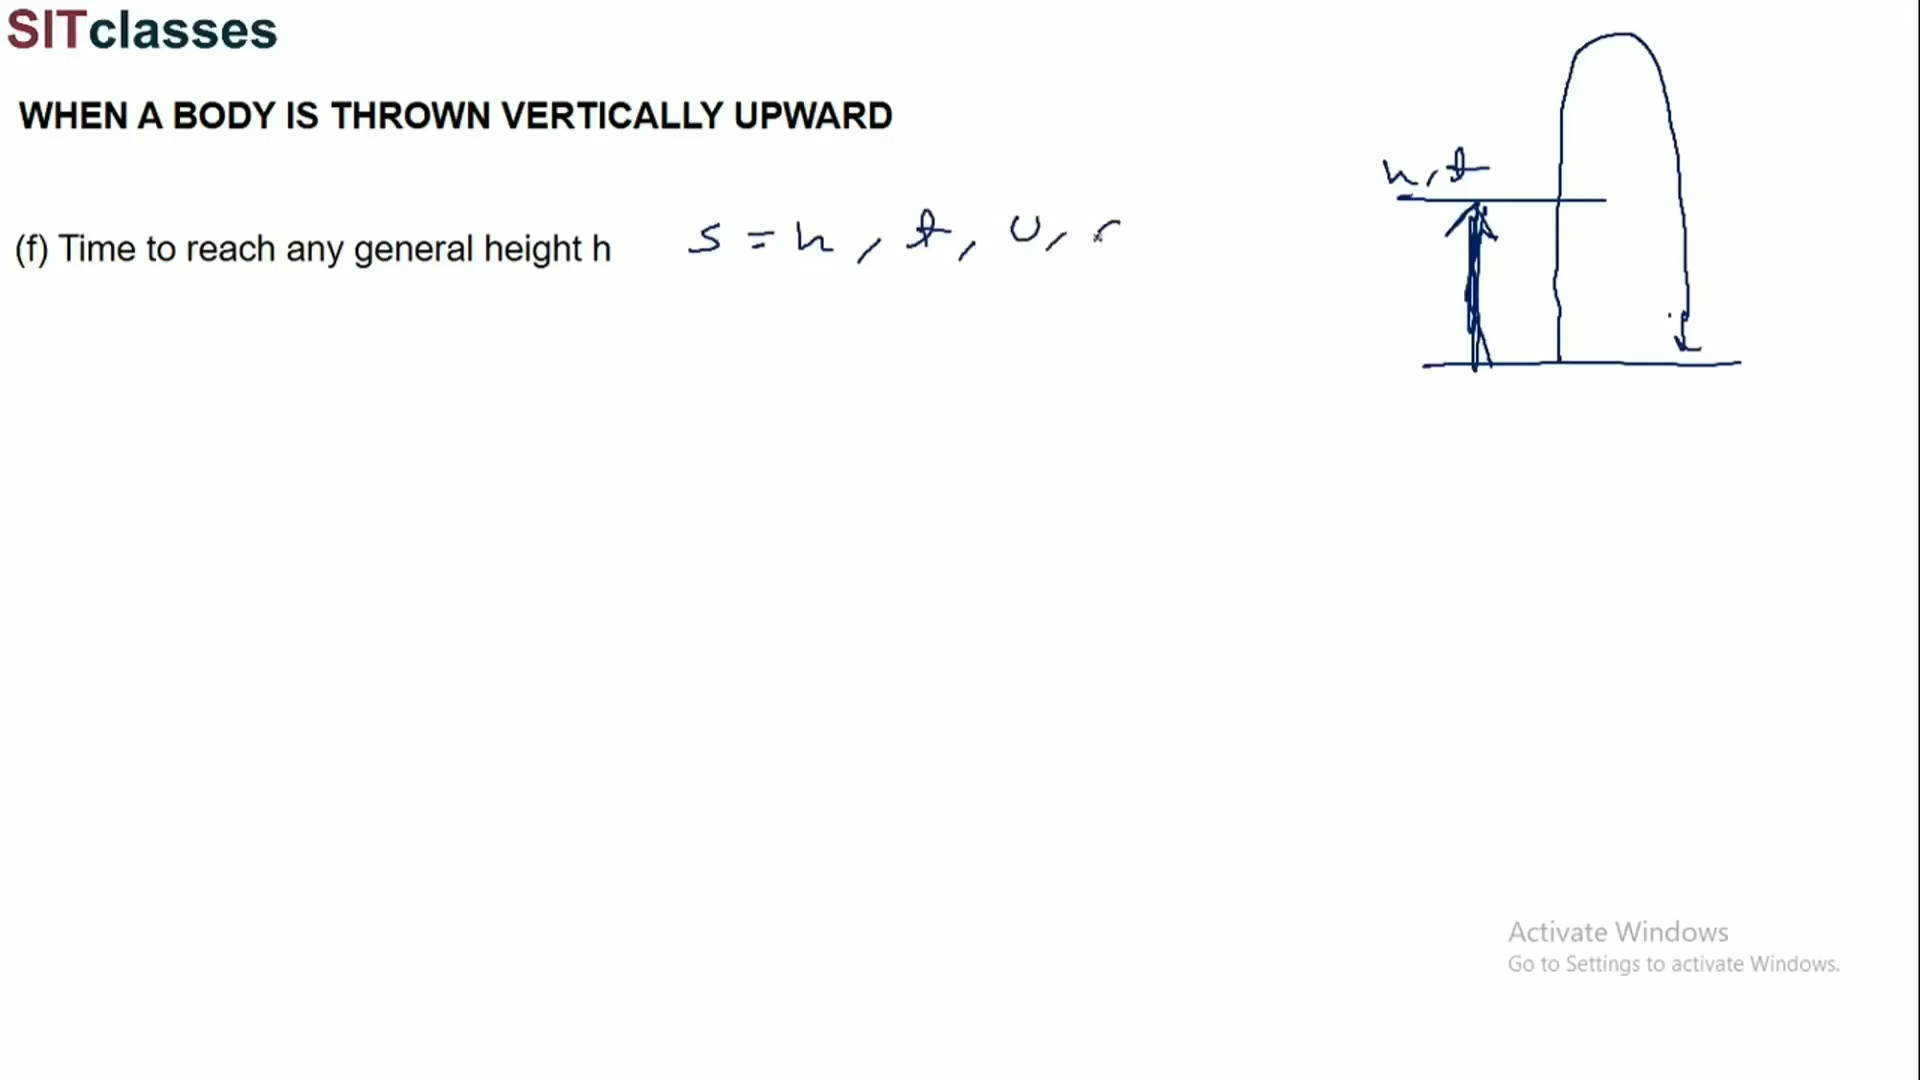 SITclasses
WHEN A BODY IS THROWN VERTICALLY UPWARD
h, t
(f) Time to reach any general height h s = h , t , u,
Activate Windows
Go to Settings to activate Windows.